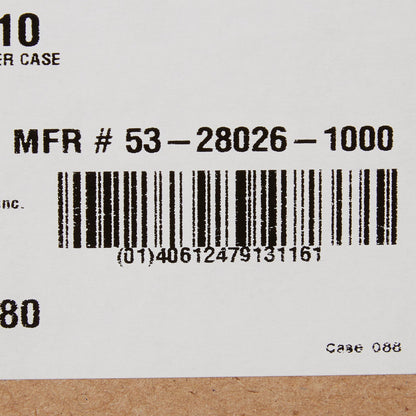 10
ER CASE
MFR # 53-28026-1000
nc.
(01)40612479131161
80
Case 088